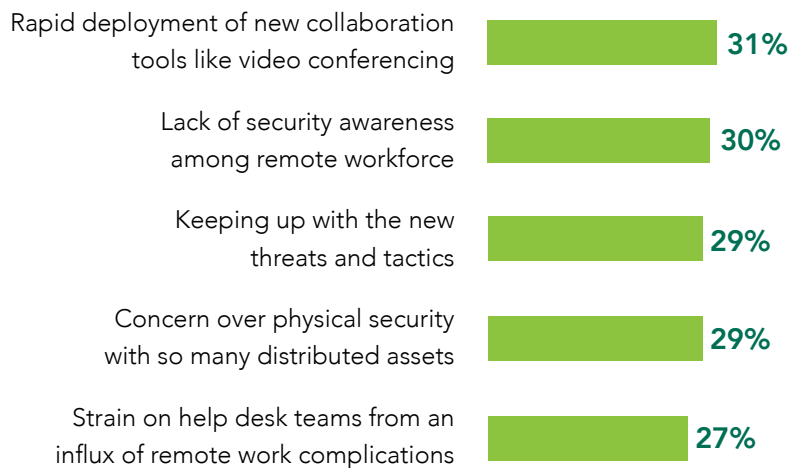 Rapid deployment of new collaboration
tools like video conferencing
31%
Lack of security awareness
among remote workforce
30%
Keeping up with the new
threats and tactics
29%
Concern over physical security
with so many distributed assets
29%
Strain on help desk teams from an
influx of remote work complications
27%